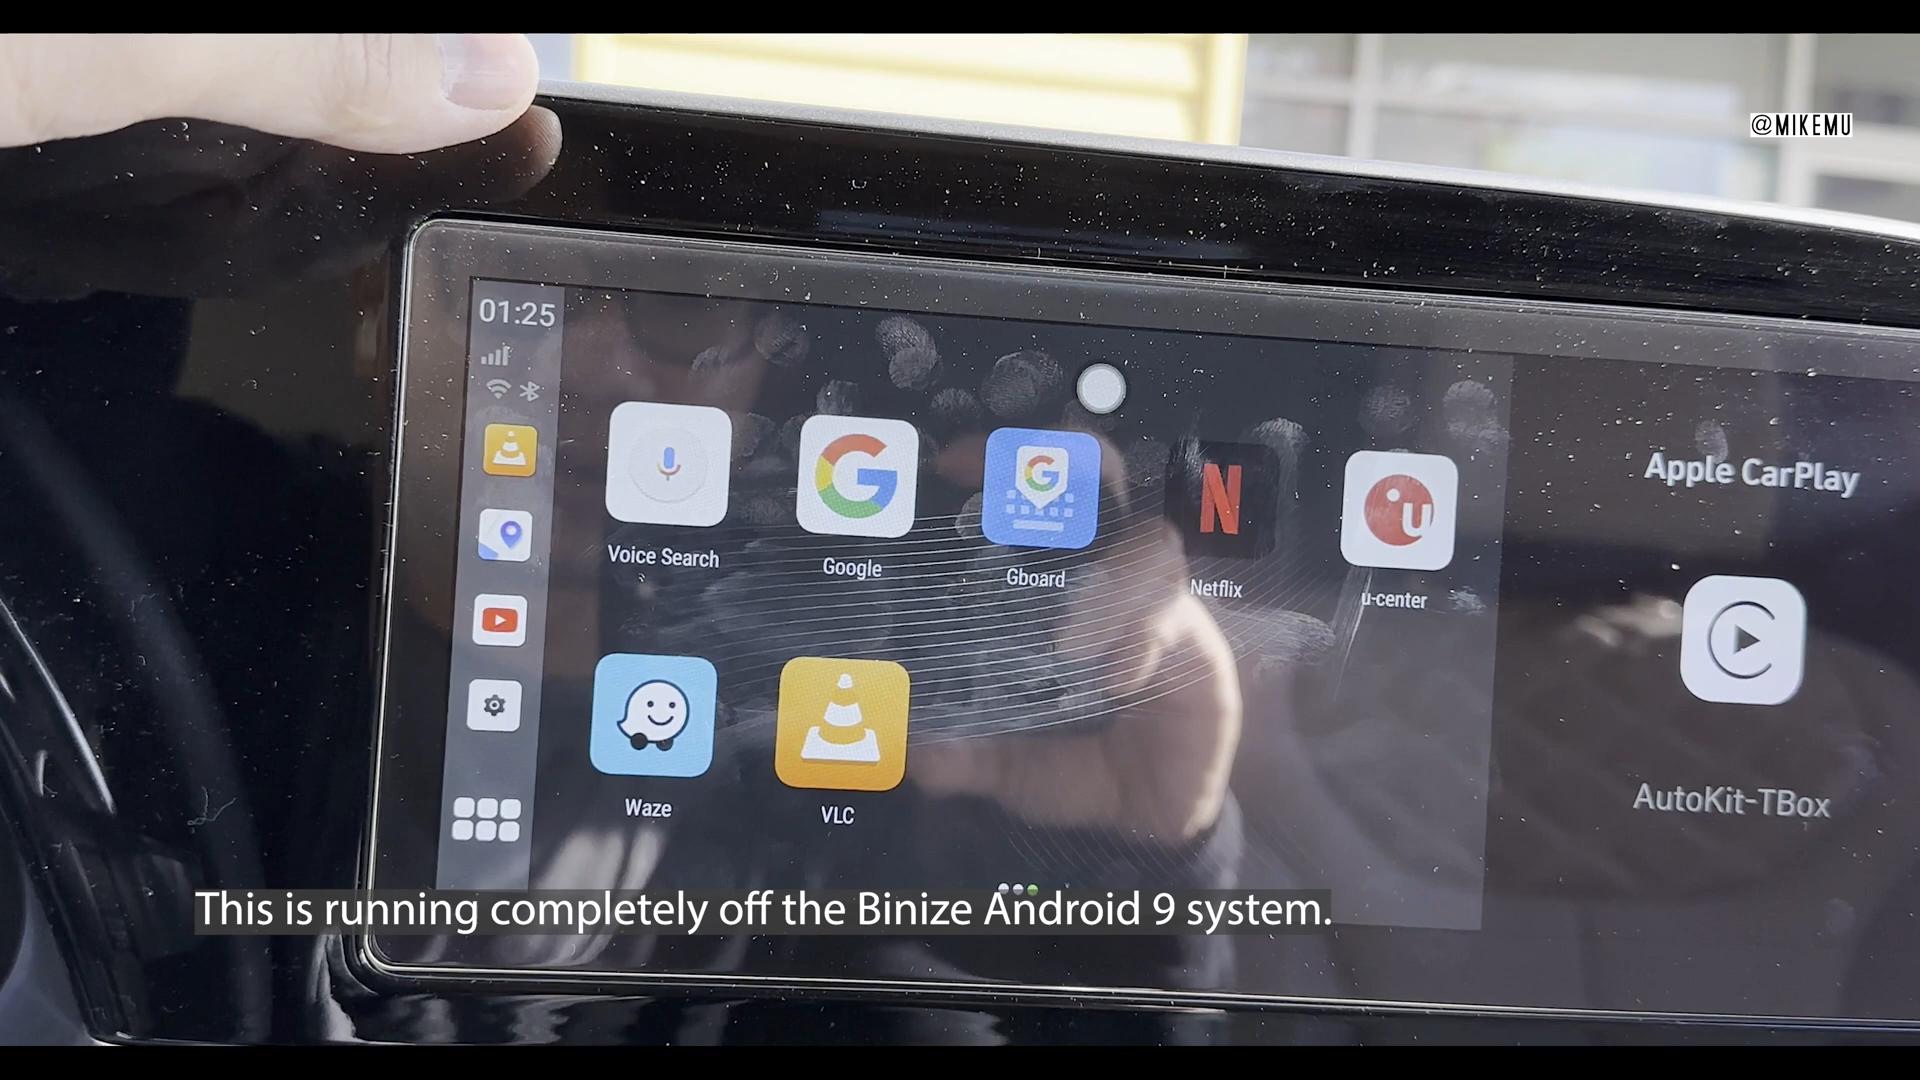 @MIKEMU
01:25
Voice Search
Google
Gboard
Netflix
u-center
Waze
VLC
Apple CarPlay
AutoKit-TBox
This is running completely off the Binize Android 9 system.